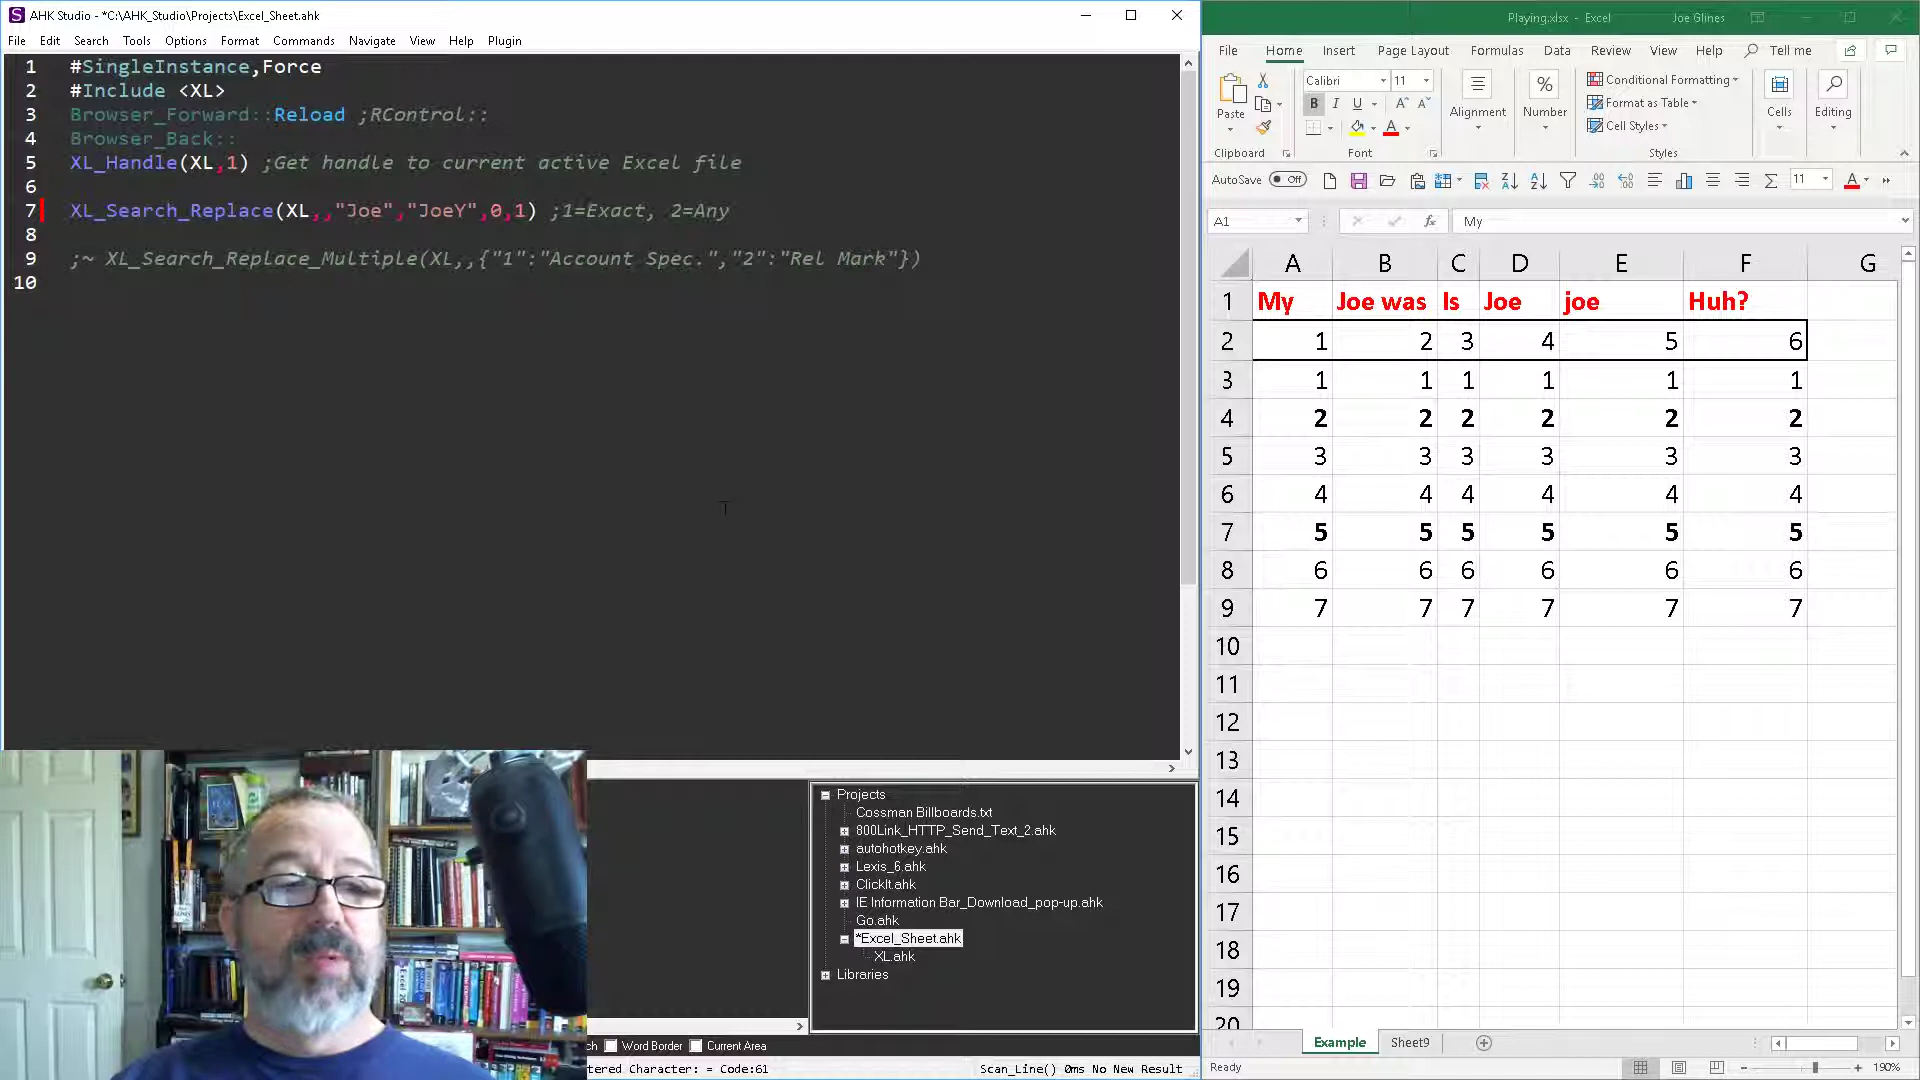 AHK Studio - *C:\AHK_Studio\Projects\Excel_Sheet.ahk
File Edit Search Tools Options Format Commands Navigate View Help Plugin
1 #SingleInstance,Force
2 #Include <XL>
3 Browser_Forward::Reload ;RControl::
4 Browser_Back::
5 XL_Handle(XL,1) ;Get handle to current active Excel file
6
7 XL_Search_Replace(XL,,"Joe","JoeY",0,1) ;1=Exact, 2=Any
8
9 ;~ XL_Search_Replace_Multiple(XL,,{"1":"Account Spec.","2":"Rel Mark"})
10
Projects
Cossman Billboards.txt
800Link_HTTP_Send_Text_2.ahk
autohotkey.ahk
Lexis_6.ahk
ClickIt.ahk
IE Information Bar_Download_pop-up.ahk
Go.ahk
*Excel_Sheet.ahk
XL.ahk
Libraries
ch Word Border Current Area
tered Character: = Code:61 Scan_Line() 0ms No New Result
Playing.xlsx - Excel Joe Glines
File Home Insert Page Layout Formulas Data Review View Help Tell me
Paste
Clipboard
Calibri 11
B I U A A
A
Font
Alignment
%
Number
Conditional Formatting
Format as Table
Cell Styles
Styles
Cells
Editing
AutoSave Off 11 A
A1 fx My
A B C D E F G
1 My Joe was Is Joe joe Huh?
2 1 2 3 4 5 6
3 1 1 1 1 1 1
4 2 2 2 2 2 2
5 3 3 3 3 3 3
6 4 4 4 4 4 4
7 5 5 5 5 5 5
8 6 6 6 6 6 6
9 7 7 7 7 7 7
10
11
12
13
14
15
16
17
18
19
20
Example Sheet9
Ready 190%